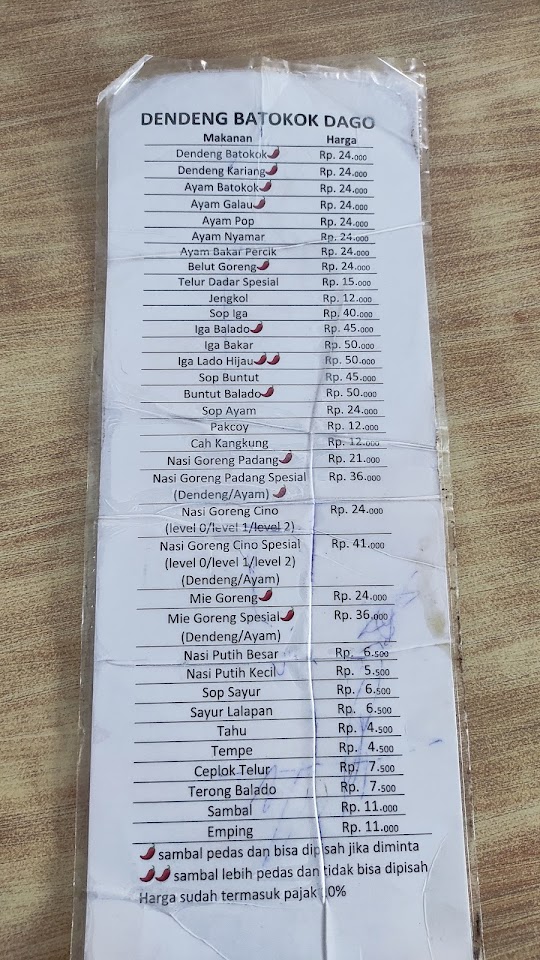 DENDENG BATOKOK DAGO
Makanan Harga
Dendeng Batokok Rp. 24.000
Dendeng Kariang Rp. 24.000
Ayam Batokok Rp. 24.000
Ayam Galau Rp. 24.000
Ayam Pop Rp. 24.000
Ayam Nyamar Rp. 24.000
Ayam Bakar Percik Rp. 24.000
Belut Goreng Rp. 24.000
Telur Dadar Spesial Rp. 15.000
Jengkol Rp. 12.000
Sop Iga Rp. 40.000
Iga Balado Rp. 45.000
Iga Bakar Rp. 50.000
Iga Lado Hijau Rp. 50.000
Sop Buntut Rp. 45.000
Buntut Balado Rp. 50.000
Sop Ayam Rp. 24.000
Pakcoy Rp. 12.000
Cah Kangkung Rp. 12.000
Nasi Goreng Padang Rp. 21.000
Nasi Goreng Padang Spesial Rp. 36.000
(Dendeng/Ayam)
Nasi Goreng Cino Rp. 24.000
(level 0/level 1/level 2)
Nasi Goreng Cino Spesial Rp. 41.000
(level 0/level 1/level 2)
(Dendeng/Ayam)
Mie Goreng Rp. 24.000
Mie Goreng Spesial Rp. 36.000
(Dendeng/Ayam)
Nasi Putih Besar Rp. 6.500
Nasi Putih Kecil Rp. 5.500
Sop Sayur Rp. 6.500
Sayur Lalapan Rp. 6.500
Tahu Rp. 4.500
Tempe Rp. 4.500
Ceplok Telur Rp. 7.500
Terong Balado Rp. 7.500
Sambal Rp. 11.000
Emping Rp. 11.000
sambal pedas dan bisa dipisah jika diminta
sambal lebih pedas dan tidak bisa dipisah
Harga sudah termasuk pajak 10%